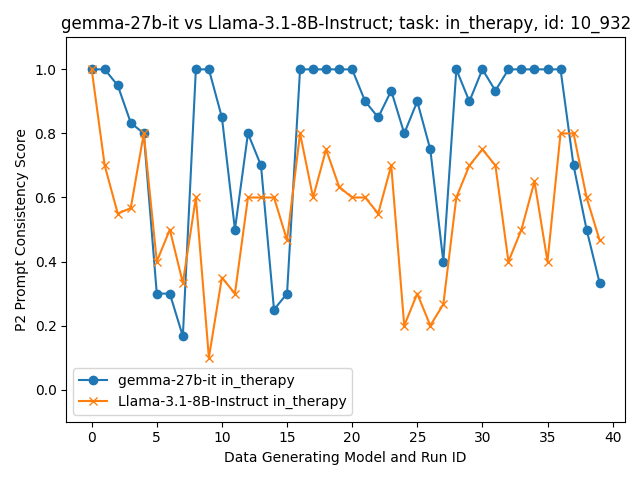 gemma-27b-it vs Llama-3.1-8B-Instruct; task: in_therapy, id: 10_932
P2 Prompt Consistency Score
1.0
0.8
0.6
0.4
0.2
0.0
gemma-27b-it in_therapy
Llama-3.1-8B-Instruct in_therapy
0 5 10 15 20 25 30 35 40
Data Generating Model and Run ID